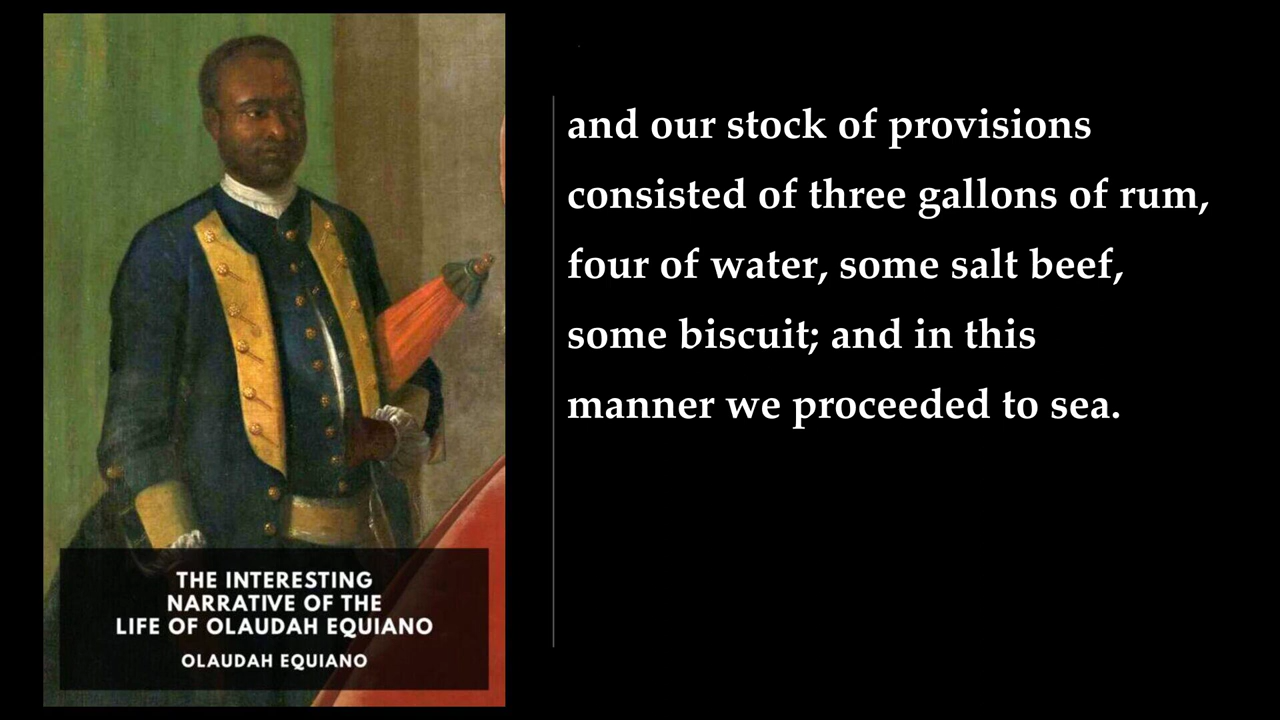 and our stock of provisions
consisted of three gallons of rum,
four of water, some salt beef,
some biscuit; and in this
manner we proceeded to sea.
THE INTERESTING
NARRATIVE OF THE
LIFE OF OLAUDAH EQUIANO
OLAUDAH EQUIANO